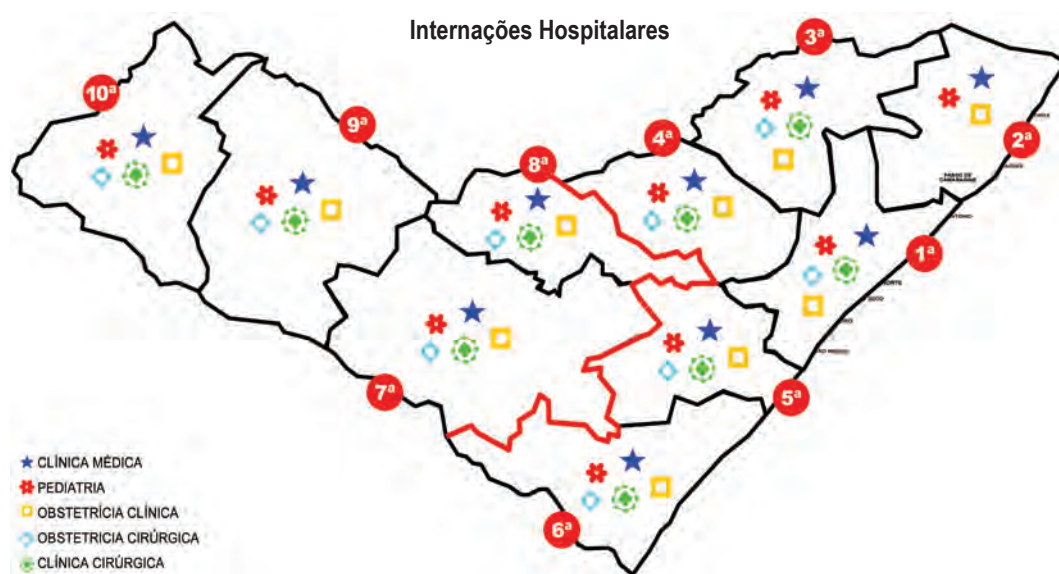 Internações Hospitalares
3ª
10ª
9ª
4ª
8ª
2ª
1ª
7ª
5ª
6ª
CLÍNICA MÉDICA
PEDIATRIA
OBSTETRÍCIA CLÍNICA
OBSTETRICIA CIRÚRGICA
CLÍNICA CIRÚRGICA